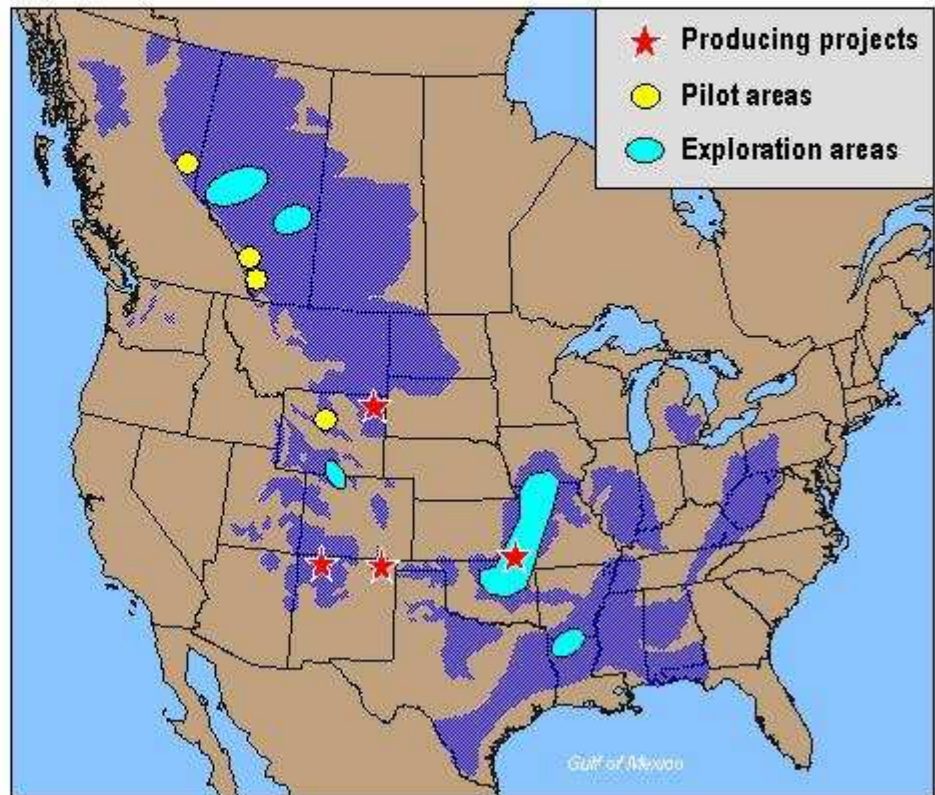 Producing projects
Pilot areas
Exploration areas
Gulf of Mexico